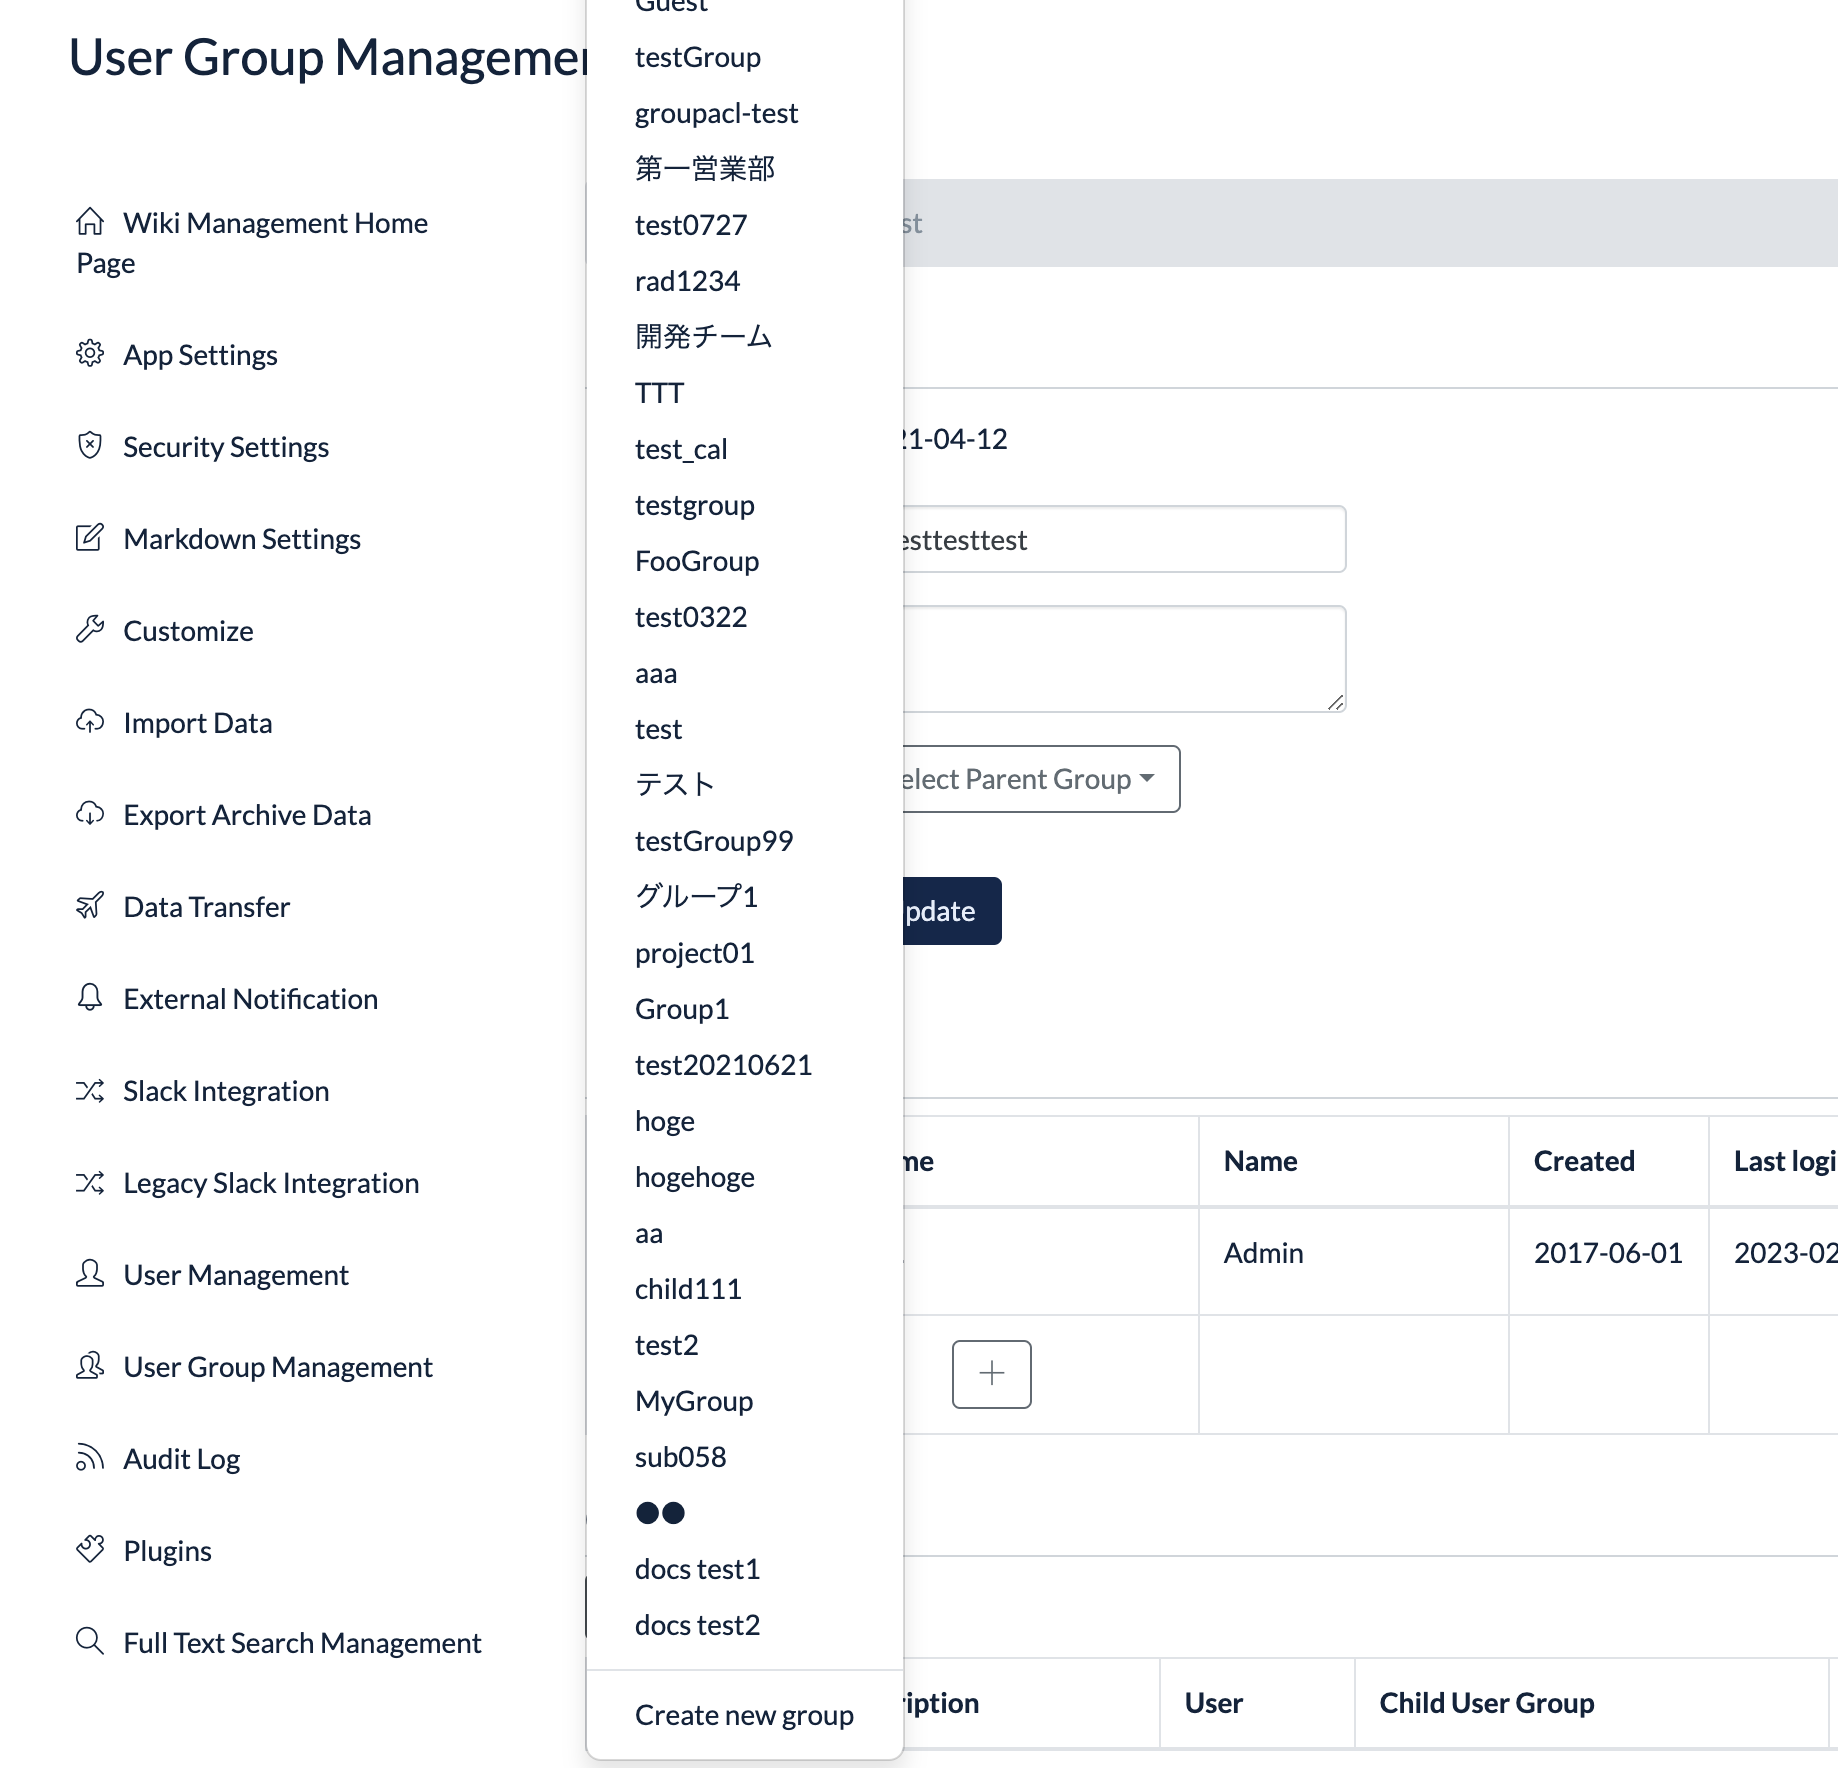 User Group Management
Wiki Management Home
Page
App Settings
Security Settings
Markdown Settings
Customize
Import Data
Export Archive Data
Data Transfer
External Notification
Slack Integration
Legacy Slack Integration
User Management
User Group Management
Audit Log
Plugins
Full Text Search Management
Guest
testGroup
groupacl-test
第一営業部
test0727
rad1234
開発チーム
TTT
test_cal
testgroup
FooGroup
test0322
aaa
test
テスト
testGroup99
グループ1
project01
Group1
test20210621
hoge
hogehoge
aa
child111
test2
MyGroup
sub058
●●
docs test1
docs test2
Create new group
st
21-04-12
esttesttest
elect Parent Group
pdate
me
Name
Created
Last logi
Admin
2017-06-01
2023-02
ription
User
Child User Group